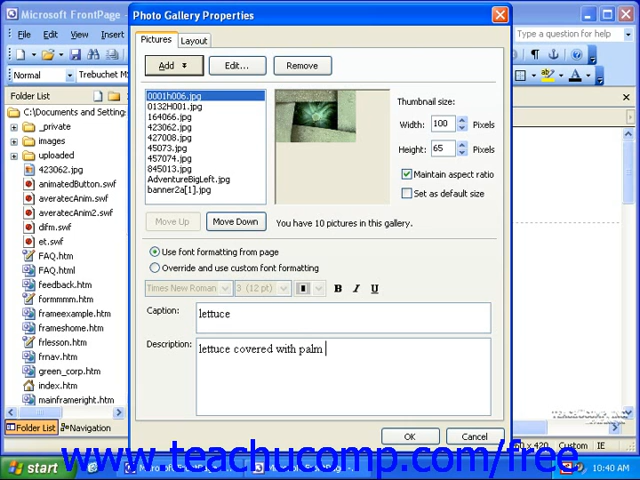 Microsoft FrontPage
Photo Gallery Properties
File
Edit
View
Insert
Type a question for help
Normal
Trebuchet MS
Pictures
Layout
Add
Edit...
Remove
Folder List
C:\Documents and Setting
_private
images
uploaded
423062.jpg
animatedButton.swf
averatecAnim.swf
averatecAnim2.swf
difm.swf
et.swf
FAQ.htm
FAQ.html
feedback.htm
formmmm.htm
frameexample.htm
frameshome.htm
frlesson.htm
frnav.htm
green_corp.htm
index.htm
mainframeright.htm
Folder List
Navigation
0001h006.jpg
0132H001.jpg
164066.jpg
423062.jpg
427008.jpg
45073.jpg
457074.jpg
845013.jpg
AdventureBigLeft.jpg
banner2a[1].jpg
Thumbnail size:
Width: 100 Pixels
Height: 65 Pixels
Maintain aspect ratio
Set as default size
Move Up
Move Down
You have 10 pictures in this gallery.
Use font formatting from page
Override and use custom font formatting
Times New Roman
3 (12 pt)
B I U
Caption:
lettuce
Description:
lettuce covered with palm
OK
Cancel
TEACHUCOMP, INC.
60 x 420
Custom
IE
start
10:40 AM
www.teachucomp.com/free